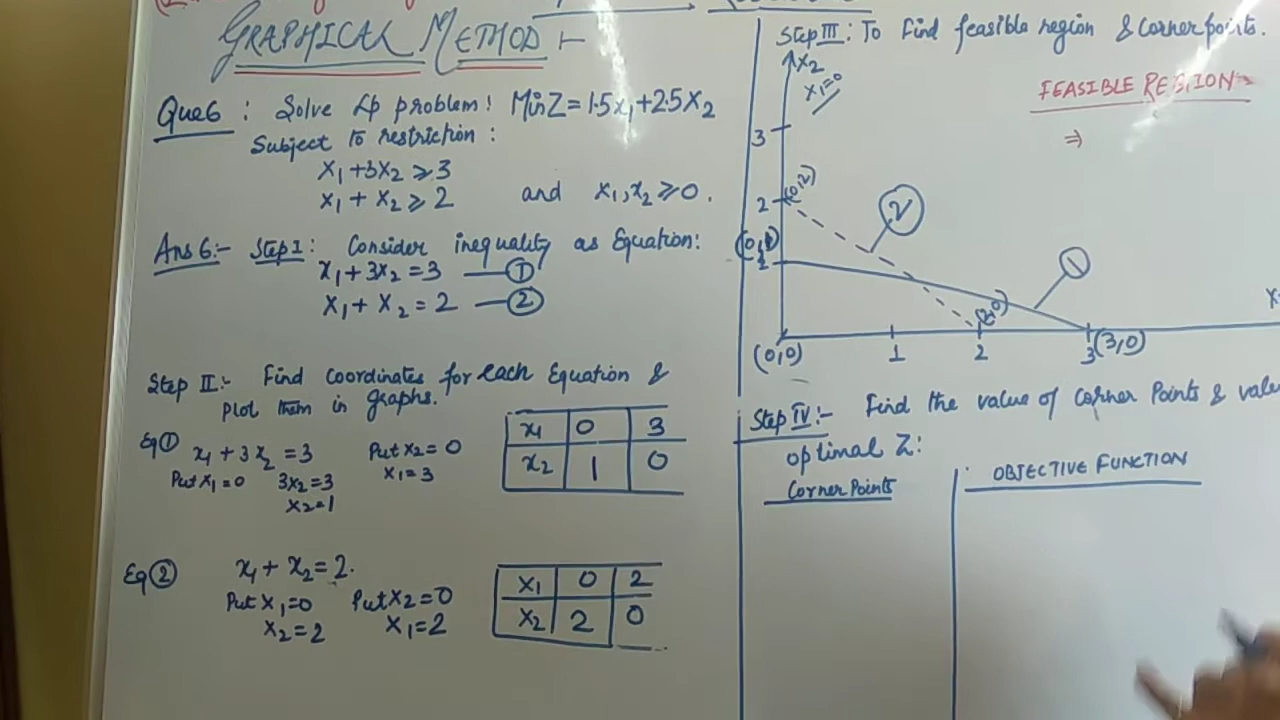 GRAPHICAL METHOD :-
Que 6 : Solve Lp problem! Min Z = 1.5x₁ + 2.5x₂
Subject to restriction :
x₁ + 3x₂ ≥ 3
x₁ + x₂ ≥ 2 and x₁, x₂ ≥ 0.
Ans 6:- Step I : Consider inequality as Equation:
x₁ + 3x₂ = 3 — ①
x₁ + x₂ = 2 — ②
Step II:- Find Coordinates for each Equation &
plot them in graphs.
Eq ① x₁ + 3x₂ = 3 Put x₂ = 0
Put x₁ = 0 3x₂ = 3 x₁ = 3
x₂ = 1
x₁ 0 3
x₂ 1 0
Eq ② x₁ + x₂ = 2.
Put x₁ = 0 Put x₂ = 0
x₂ = 2 x₁ = 2
x₁ 0 2
x₂ 2 0
Step III : To Find feasible region & Corner points.
x₂
x₁ = 0
FEASIBLE REGION
⇒
3
2 (0,2)
②
1
①
(2,0)
(0,0) 1 2 3 (3,0)
Step IV :- Find the value of Corner Points &
optimal Z :
Corner Points OBJECTIVE FUNCTION